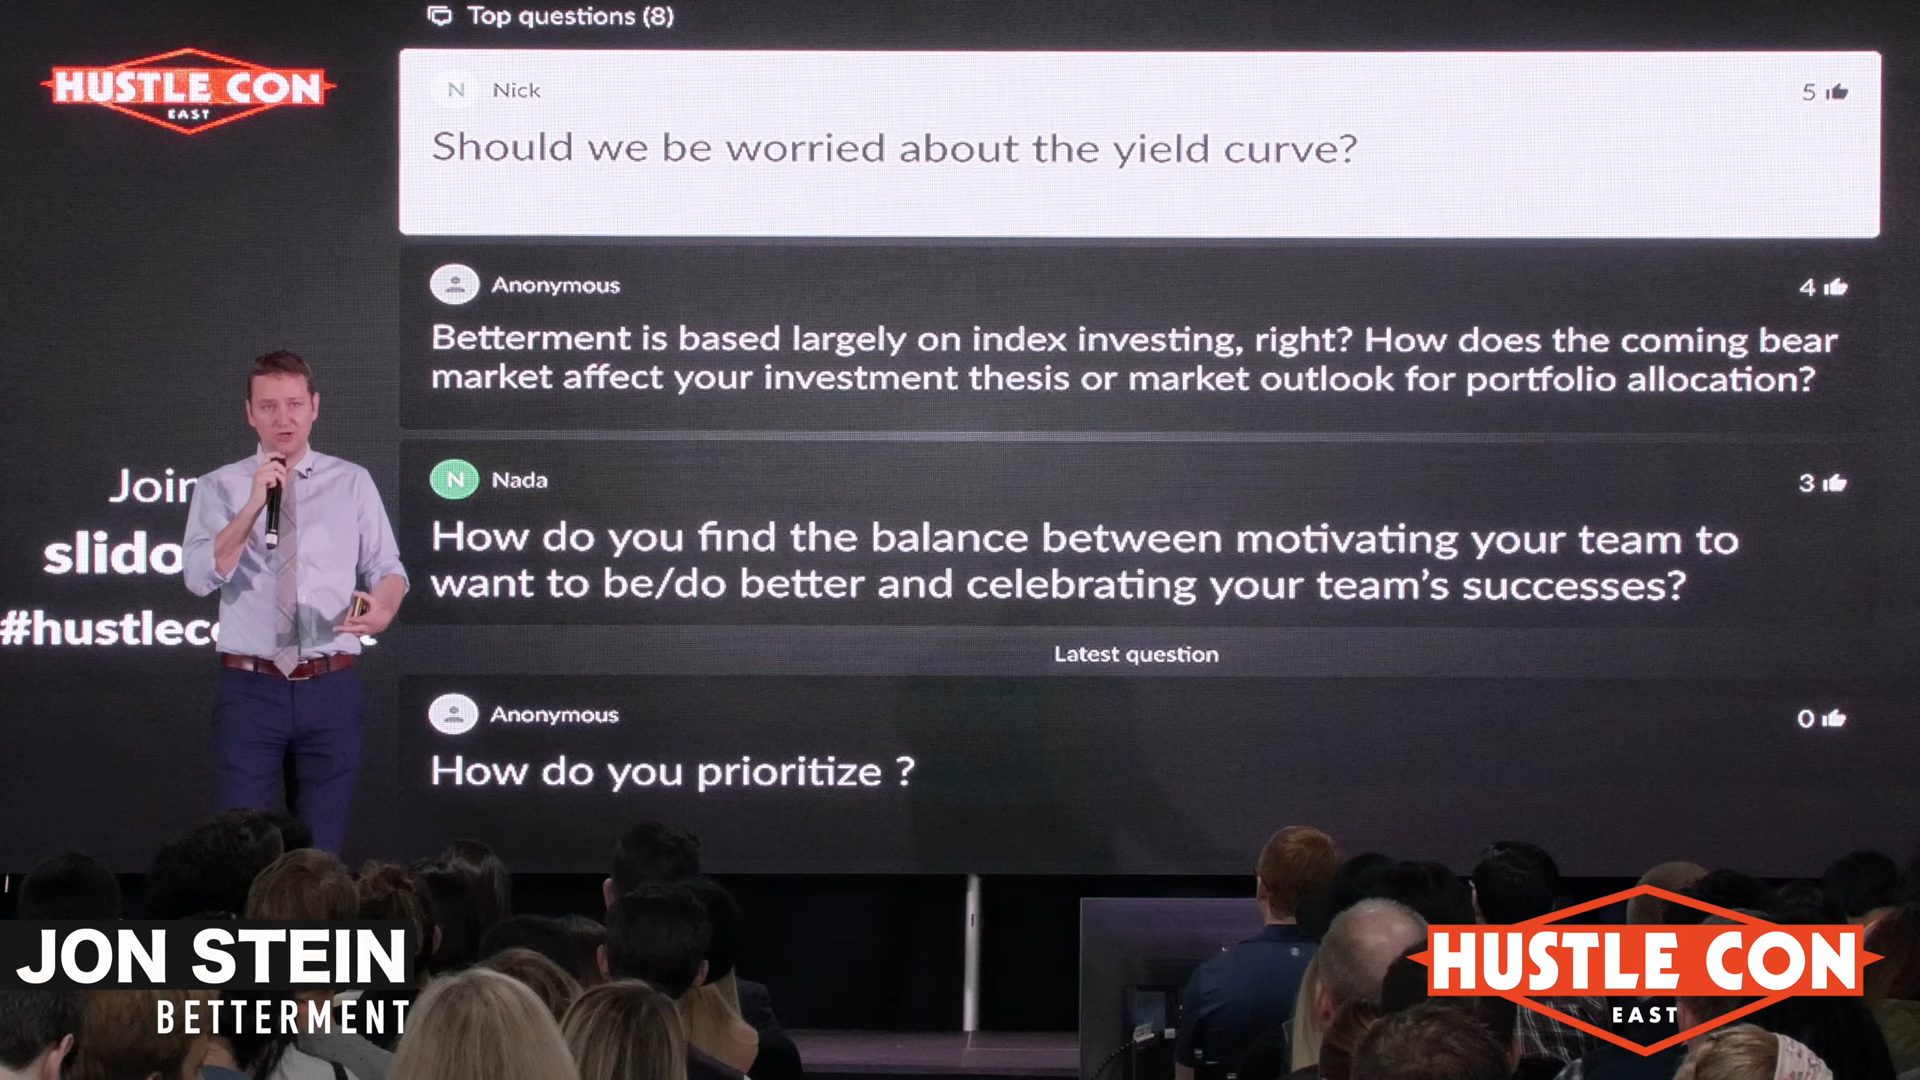 Top questions (8)
HUSTLE CON
EAST
N Nick
5
Should we be worried about the yield curve?
Anonymous
4
Betterment is based largely on index investing, right? How does the coming bear
market affect your investment thesis or market outlook for portfolio allocation?
N Nada
3
How do you find the balance between motivating your team to
want to be/do better and celebrating your team's successes?
Latest question
Anonymous
0
How do you prioritize ?
Join
slido
JON STEIN
BETTERMENT
HUSTLE CON
EAST